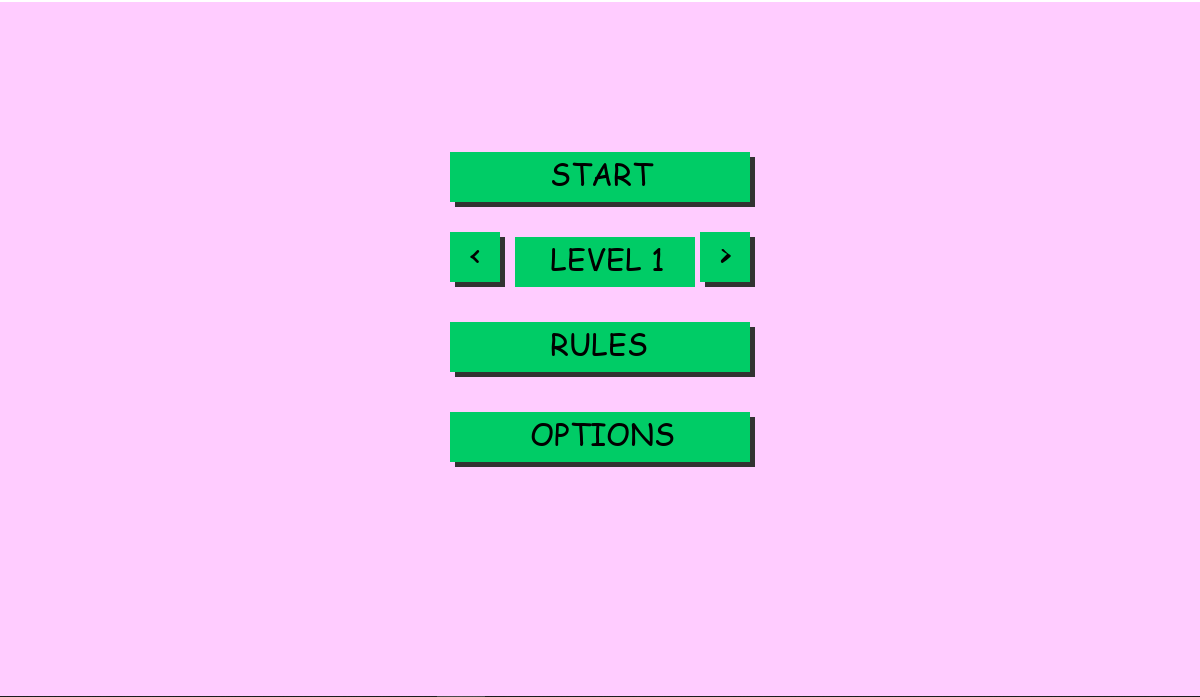 START
< LEVEL 1 >
RULES
OPTIONS